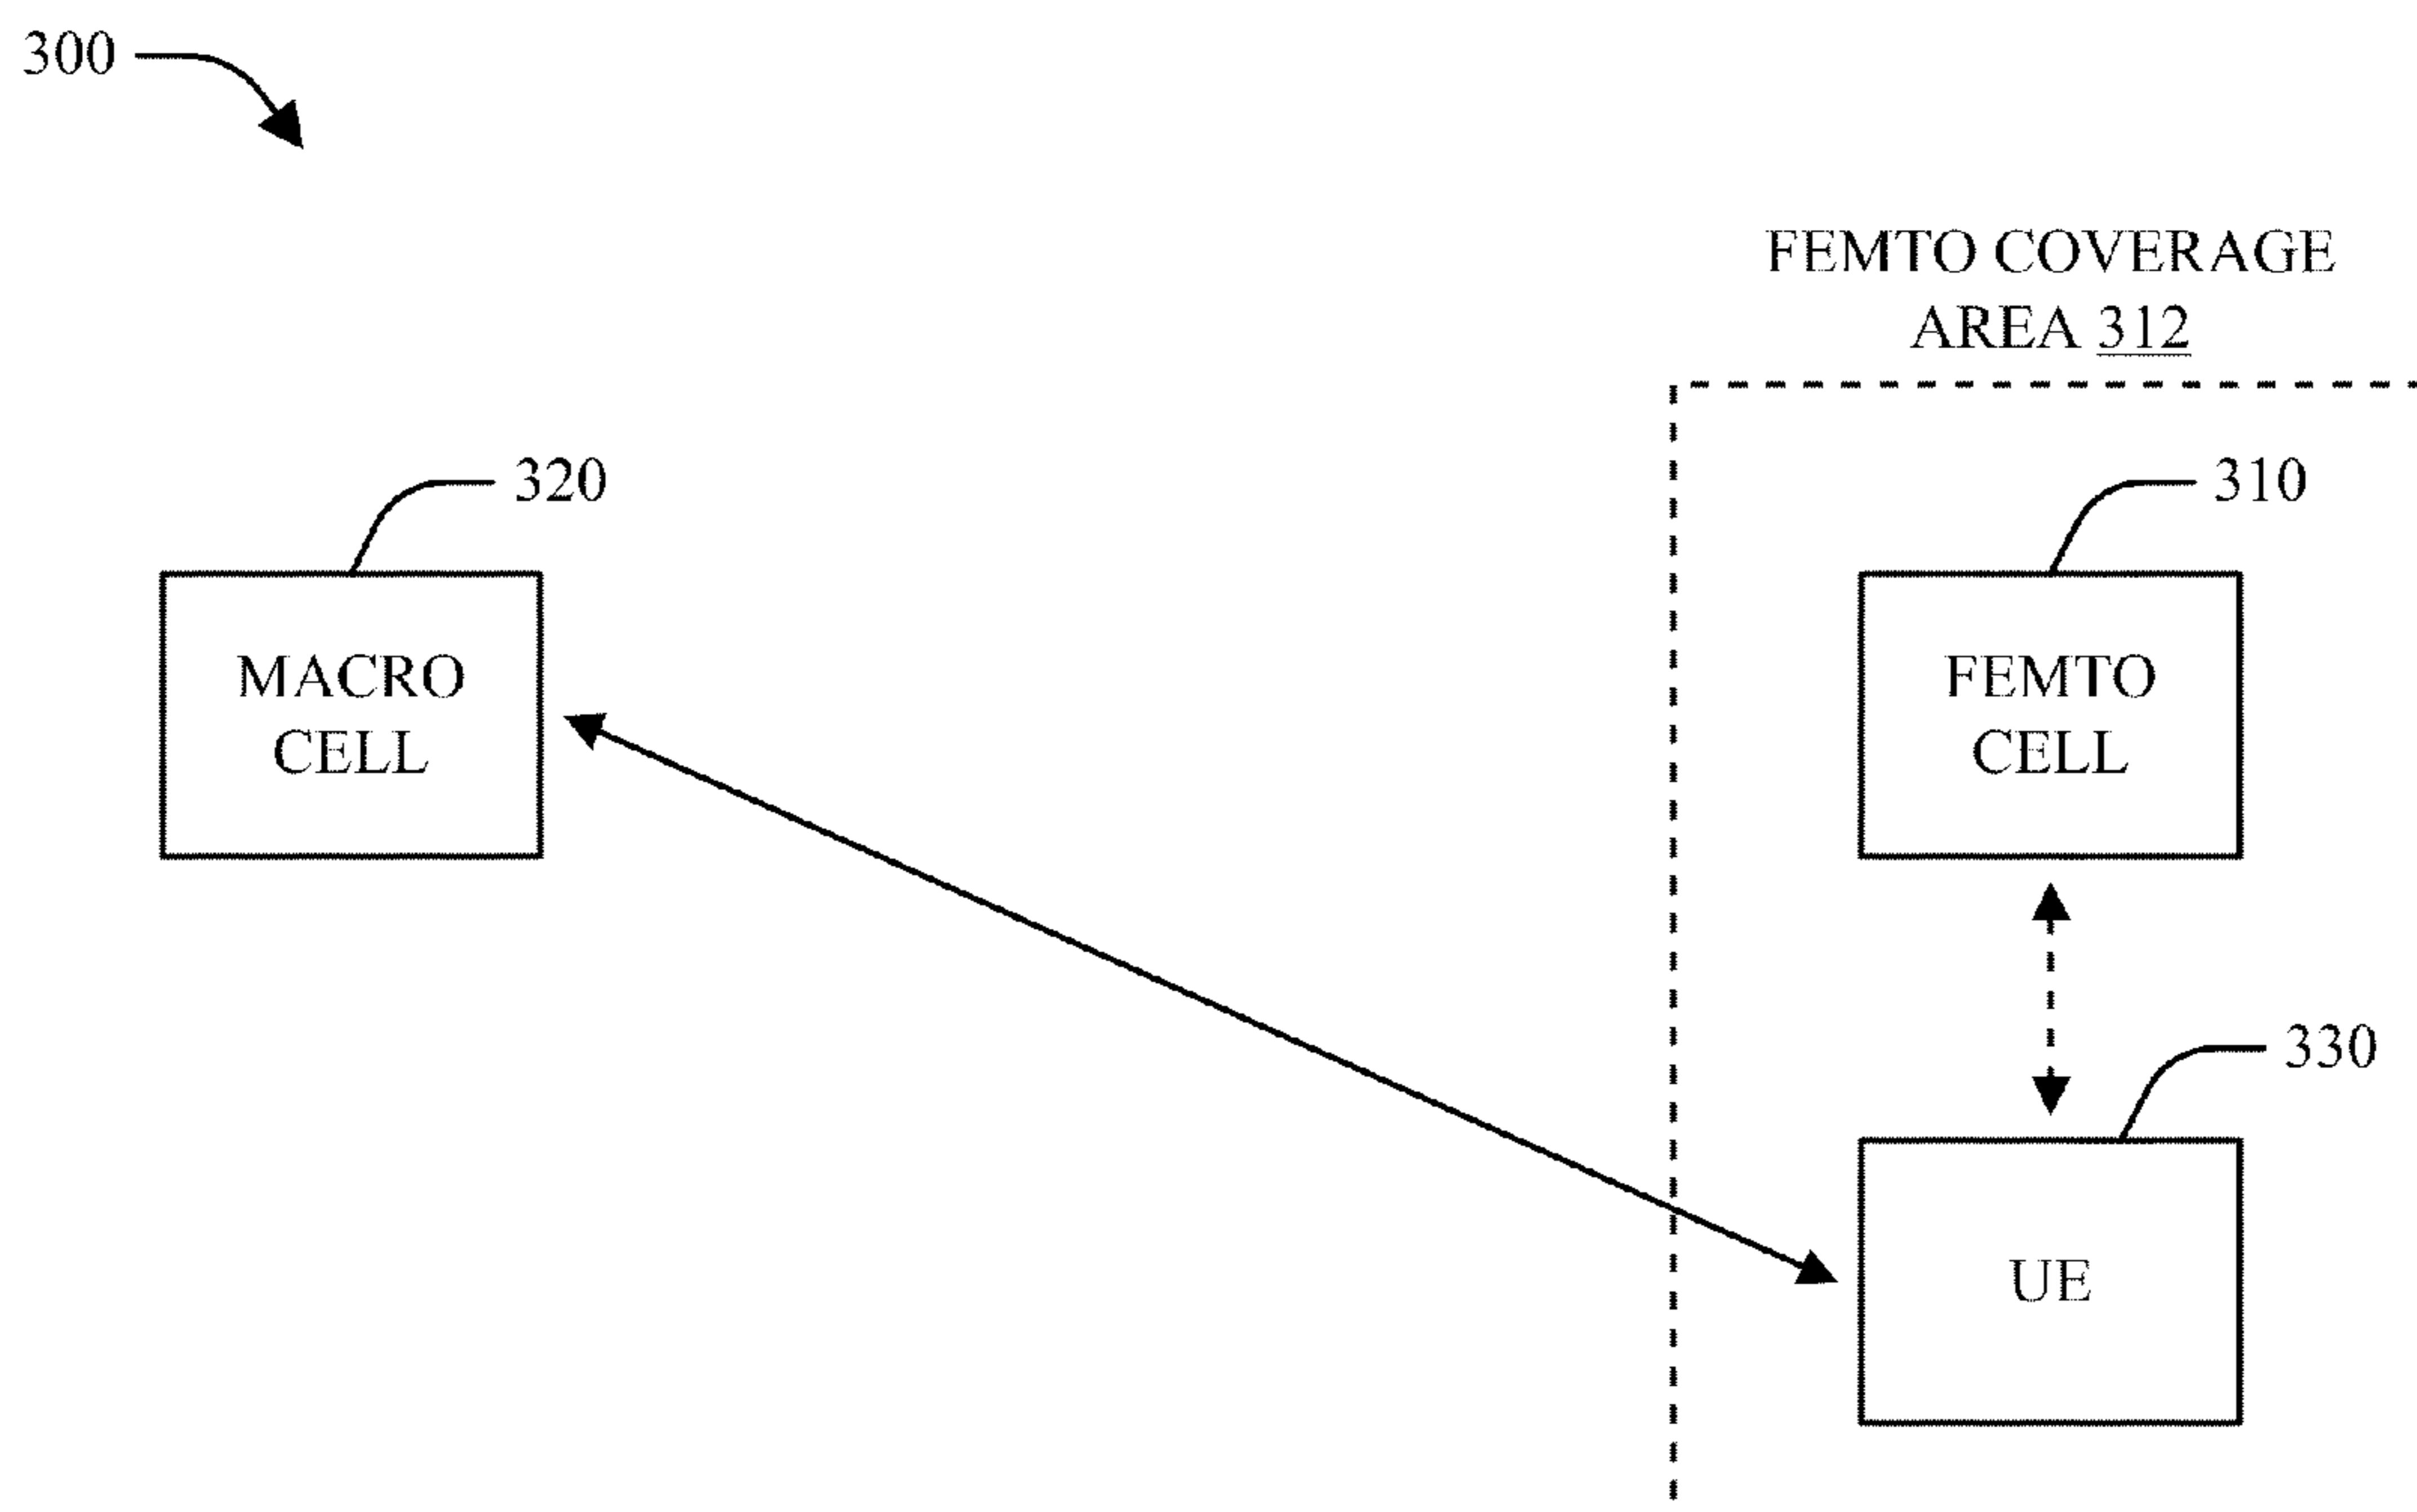 300
FEMTO COVERAGE
AREA 312
320
310
MACRO
CELL
FEMTO
CELL
330
UE